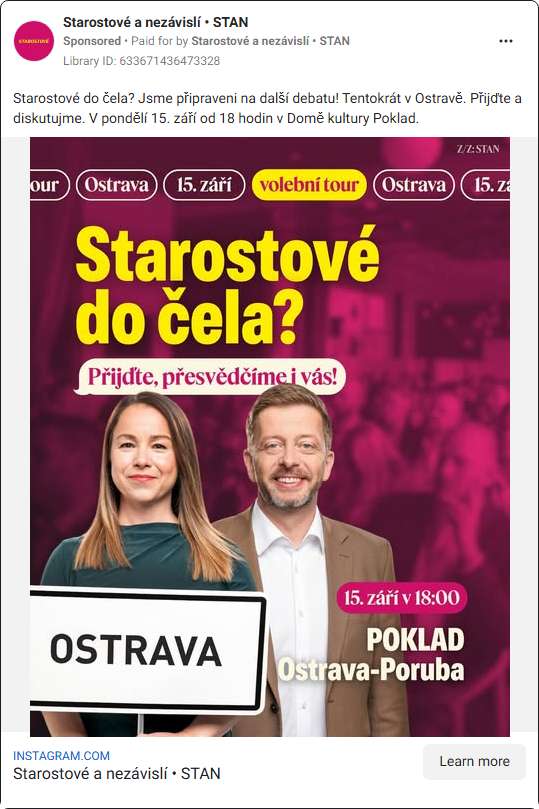 Starostové a nezávislí • STAN
Sponsored • Paid for by Starostové a nezávislí • STAN
Library ID: 633671436473328
STAROSTOVÉ
Starostové do čela? Jsme připraveni na další debatu! Tentokrát v Ostravě. Přijďte a
diskutujme. V pondělí 15. září od 18 hodin v Domě kultury Poklad.
Z/Z: STAN
our Ostrava 15. září volební tour Ostrava 15. zá
Starostové
do čela?
Přijďte, přesvědčíme i vás!
15. září v 18:00
OSTRAVA
POKLAD
Ostrava-Poruba
INSTAGRAM.COM
Starostové a nezávislí • STAN
Learn more